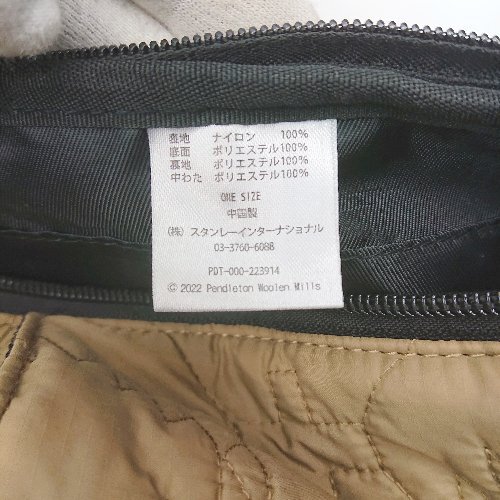 表地 ナイロン 100%
底面 ポリエステル100%
裏地 ポリエステル100%
中わた ポリエステル100%
ONE SIZE
中国製
(株) スタンレーインターナショナル
03-3760-6088
PDT-000-223914
© 2022 Pendleton Woolen Mills